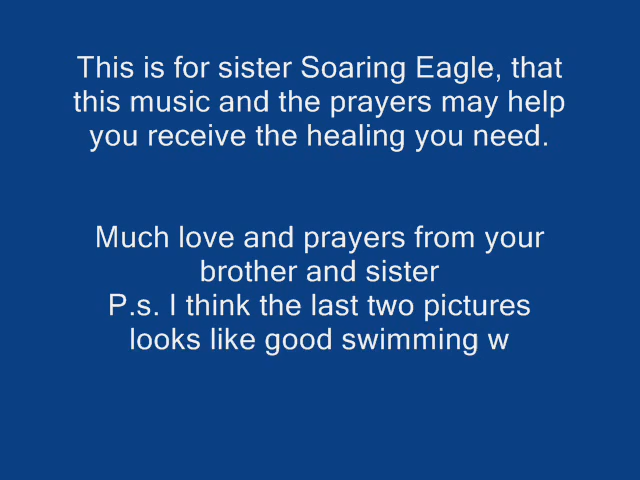 This is for sister Soaring Eagle, that
this music and the prayers may help
you receive the healing you need.
Much love and prayers from your
brother and sister
P.s. I think the last two pictures
looks like good swimming w